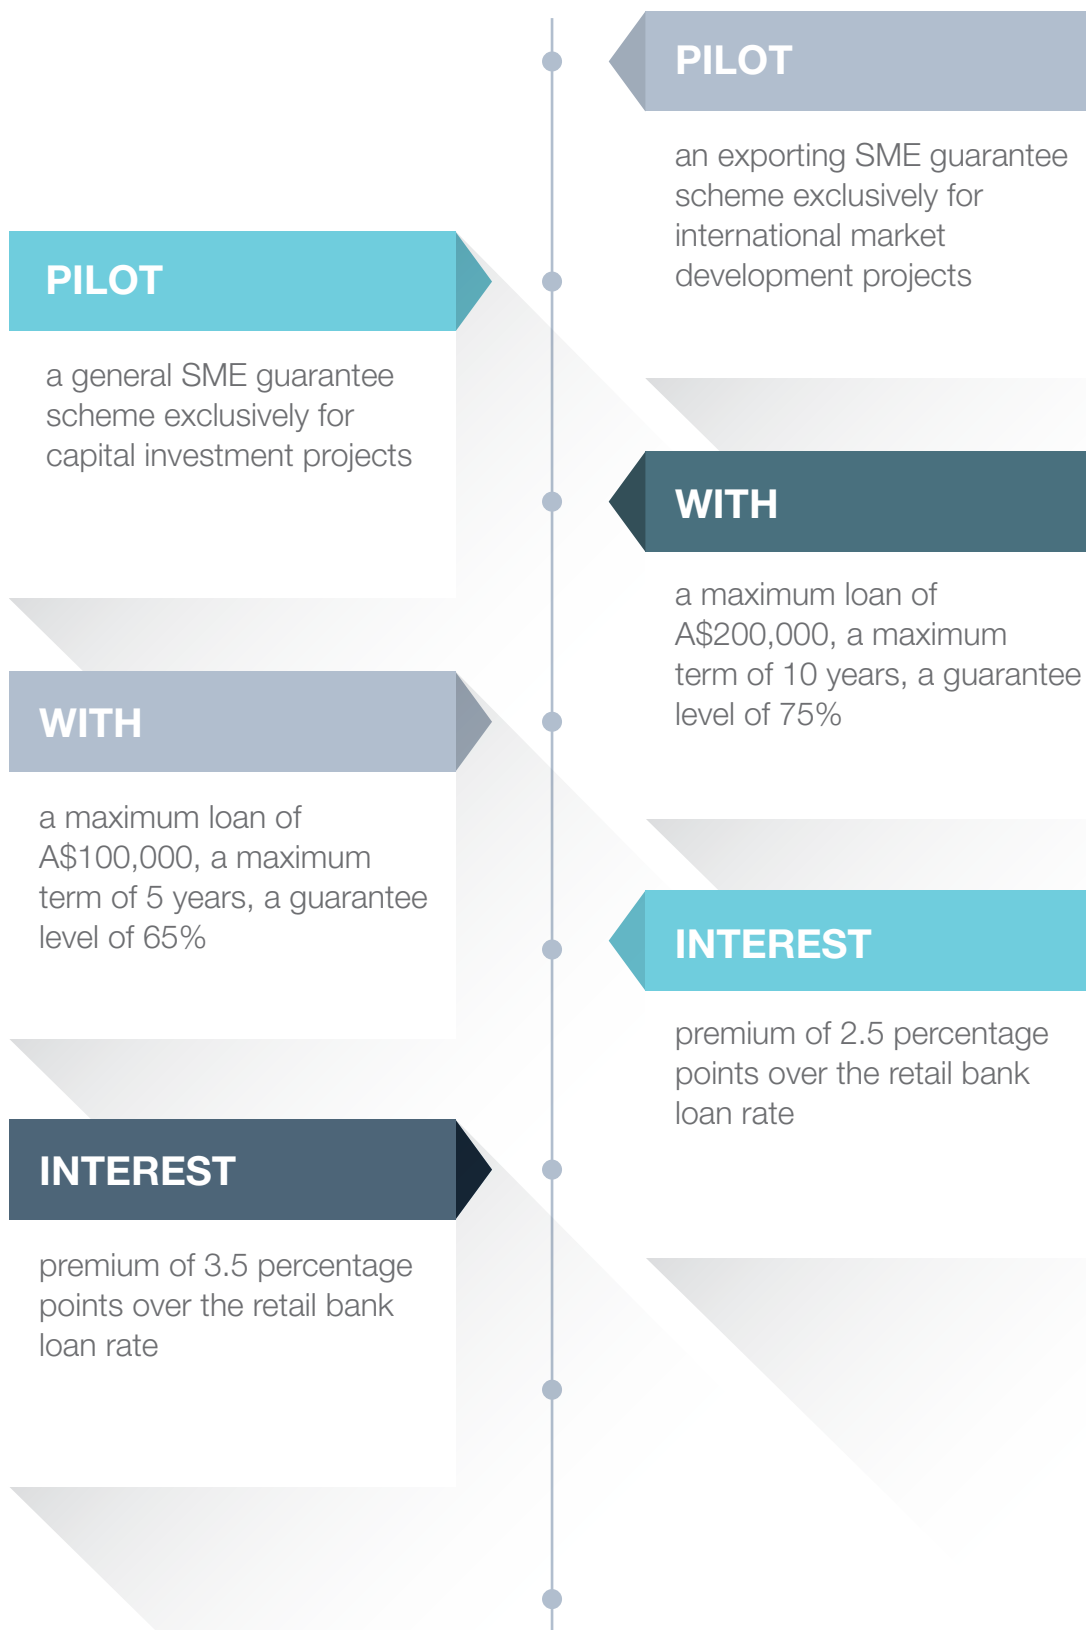 PILOT
a general SME guarantee
scheme exclusively for
capital investment projects
WITH
a maximum loan of
A$100,000, a maximum
term of 5 years, a guarantee
level of 65%
INTEREST
premium of 3.5 percentage
points over the retail bank
loan rate
PILOT
an exporting SME guarantee
scheme exclusively for
international market
development projects
WITH
a maximum loan of
A$200,000, a maximum
term of 10 years, a guarantee
level of 75%
INTEREST
premium of 2.5 percentage
points over the retail bank
loan rate